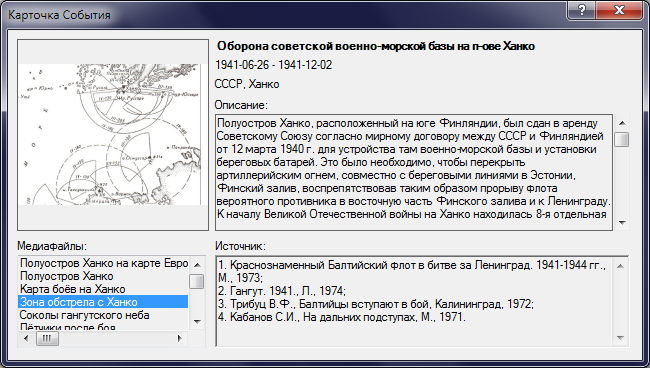 Карточка События
Оборона советской военно-морской базы на п-ове Ханко
1941-06-26 - 1941-12-02
СССР, Ханко
Описание:
Полуостров Ханко, расположенный на юге Финляндии, был сдан в аренду
Советскому Союзу согласно мирному договору между СССР и Финляндией
от 12 марта 1940 г. для устройства там военно-морской базы и установки
береговых батарей. Это было необходимо, чтобы перекрыть
артиллерийским огнем, совместно с береговыми линиями в Эстонии,
Финский залив, воспрепятствовав таким образом прорыву флота
вероятного противника в восточную часть Финского залива и к Ленинграду.
К началу Великой Отечественной войны на Ханко находилась 8-я отдельная
Медиафайлы:
Полуостров Ханко на карте Евро
Полуостров Ханко
Карта боёв на Ханко
Зона обстрела с Ханко
Соколы гангутского неба
Лётчики после боя
Источник:
1. Краснознаменный Балтийский флот в битве за Ленинград. 1941-1944 гг.,
М., 1973;
2. Гангут. 1941., Л., 1974;
3. Трибуц В.Ф., Балтийцы вступают в бой, Калининград, 1972;
4. Кабанов С.И., На дальних подступах, М., 1971.